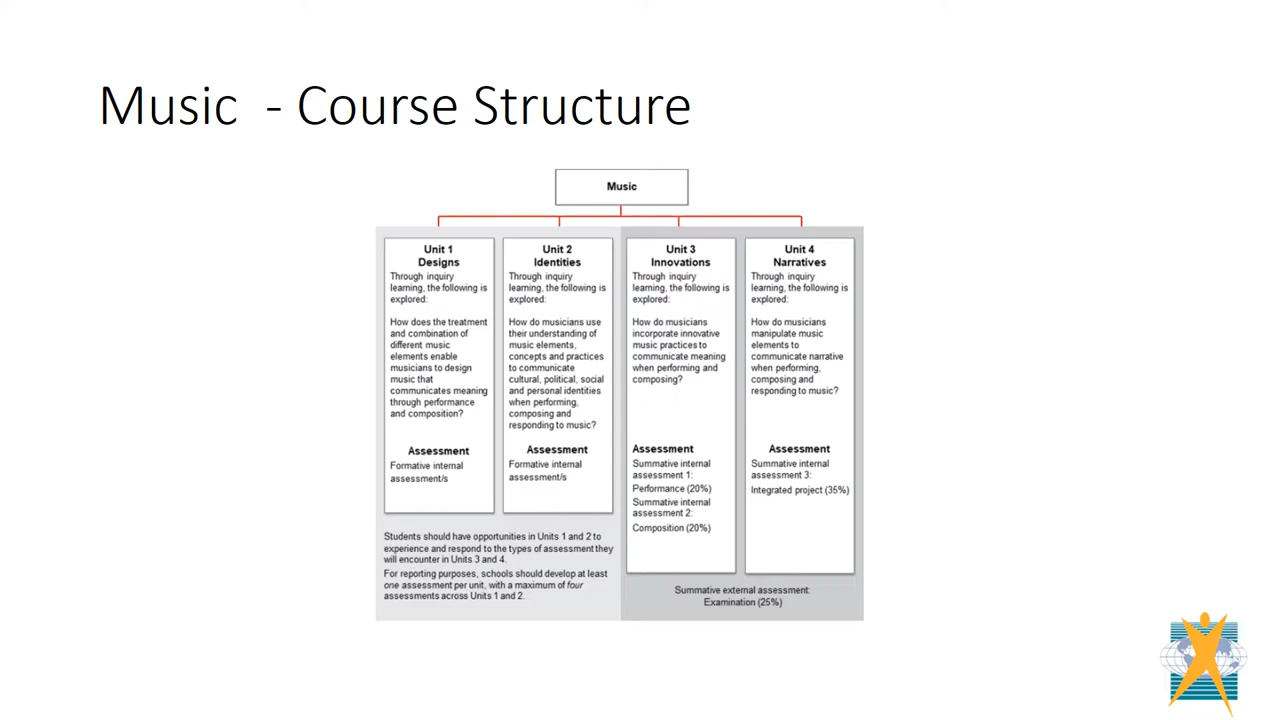 Music - Course Structure
Music
Unit 1
Designs
Through inquiry
learning, the following is
explored:
How does the treatment
and combination of
different music
elements enable
musicians to design
music that
communicates meaning
through performance
and composition?
Assessment
Formative internal
assessment/s
Unit 2
Identities
Through inquiry
learning, the following is
explored:
How do musicians use
their understanding of
music elements,
concepts and practices
to communicate
cultural, political, social
and personal identities
when performing,
composing and
responding to music?
Assessment
Formative internal
assessment/s
Students should have opportunities in Units 1 and 2 to
experience and respond to the types of assessment they
will encounter in Units 3 and 4.
For reporting purposes, schools should develop at least
one assessment per unit, with a maximum of four
assessments across Units 1 and 2.
Unit 3
Innovations
Through inquiry
learning, the following is
explored:
How do musicians
incorporate innovative
music practices to
communicate meaning
when performing and
composing?
Assessment
Summative internal
assessment 1:
Performance (20%)
Summative internal
assessment 2:
Composition (20%)
Unit 4
Narratives
Through inquiry
learning, the following is
explored:
How do musicians
manipulate music
elements to
communicate narrative
when performing,
composing and
responding to music?
Assessment
Summative internal
assessment 3:
Integrated project (35%)
Summative external assessment:
Examination (25%)